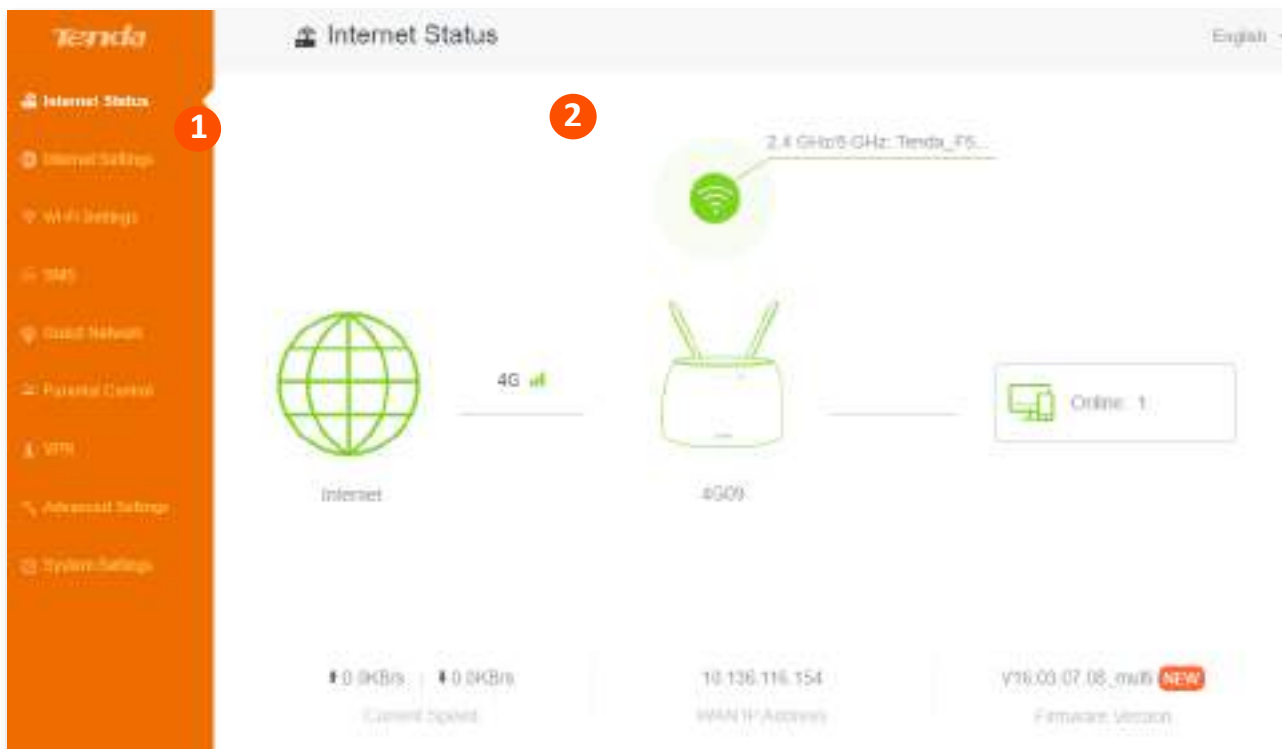 Tenda
Internet Status
English
Internet Status
1
2
Internet Settings
2.4 GHz/5 GHz: Tenda_F5...
Wi-Fi Settings
SMS
Guest Network
Parental Control
4G
Online: 1
VPN
Internet
4G09
Advanced Settings
System Settings
0.0KB/s
0.0KB/s
10.136.116.154
V16.03.07.08_multi NEW
Current Speed
WAN IP Address
Firmware Version